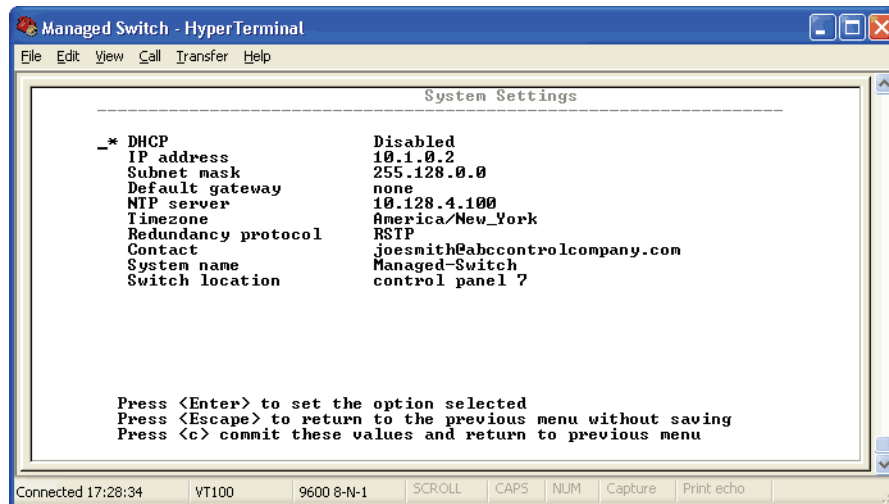 Managed Switch - HyperTerminal
File Edit View Call Transfer Help
System Settings
_* DHCP Disabled
IP address 10.1.0.2
Subnet mask 255.128.0.0
Default gateway none
NTP server 10.128.4.100
Timezone America/New_York
Redundancy protocol RSTP
Contact joesmith@abccontrolcompany.com
System name Managed-Switch
Switch location control panel 7
Press <Enter> to set the option selected
Press <Escape> to return to the previous menu without saving
Press <c> commit these values and return to previous menu
Connected 17:28:34 VT100 9600 8-N-1 SCROLL CAPS NUM Capture Print echo